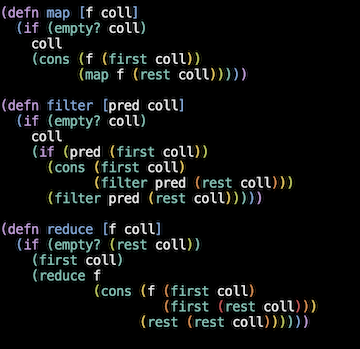 (defn map [f coll]
  (if (empty? coll)
    coll
    (cons (f (first coll))
          (map f (rest coll)))))

(defn filter [pred coll]
  (if (empty? coll)
    coll
    (if (pred (first coll))
      (cons (first coll)
            (filter pred (rest coll)))
      (filter pred (rest coll)))))

(defn reduce [f coll]
  (if (empty? (rest coll))
    (first coll)
    (reduce f
            (cons (f (first coll)
                     (first (rest coll)))
                  (rest (rest coll))))))